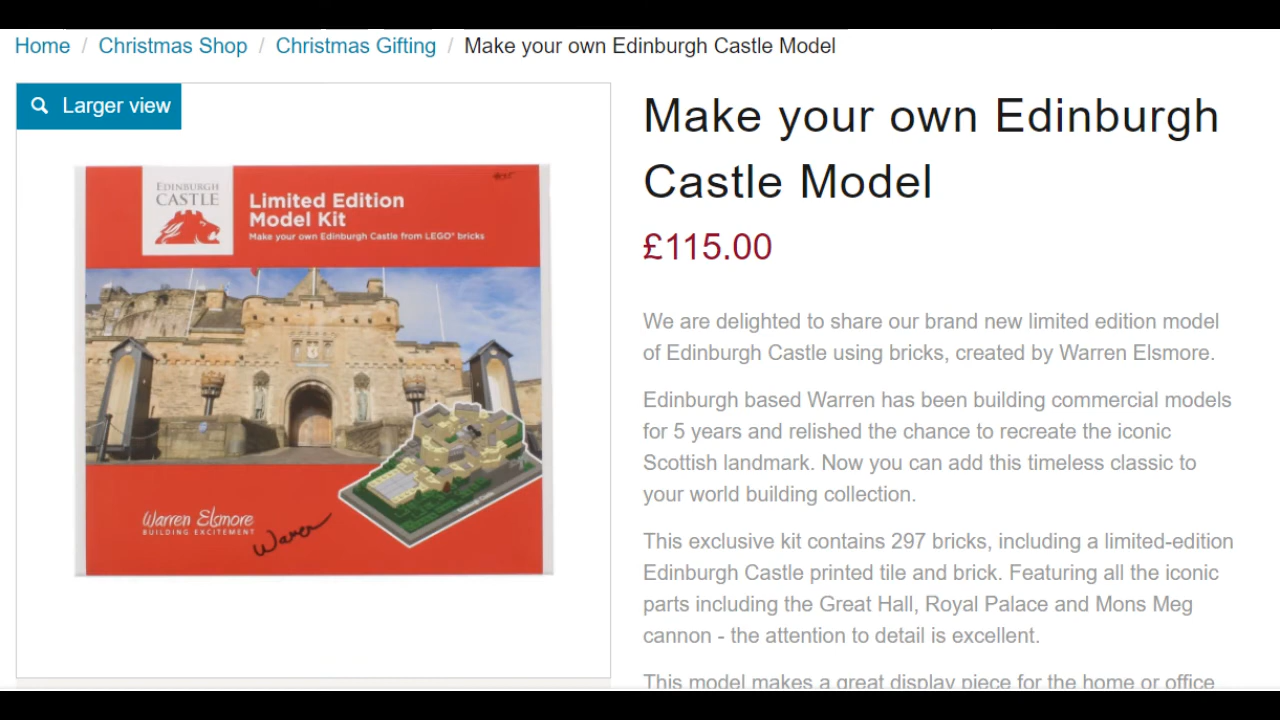 Home / Christmas Shop / Christmas Gifting / Make your own Edinburgh Castle Model
Larger view
EDINBURGH
CASTLE
Limited Edition
Model Kit
Make your own Edinburgh Castle from LEGO® bricks
Warren Elsmore
BUILDING EXCITEMENT
Warren
Make your own Edinburgh
Castle Model
£115.00
We are delighted to share our brand new limited edition model
of Edinburgh Castle using bricks, created by Warren Elsmore.
Edinburgh based Warren has been building commercial models
for 5 years and relished the chance to recreate the iconic
Scottish landmark. Now you can add this timeless classic to
your world building collection.
This exclusive kit contains 297 bricks, including a limited-edition
Edinburgh Castle printed tile and brick. Featuring all the iconic
parts including the Great Hall, Royal Palace and Mons Meg
cannon - the attention to detail is excellent.
This model makes a great display piece for the home or office